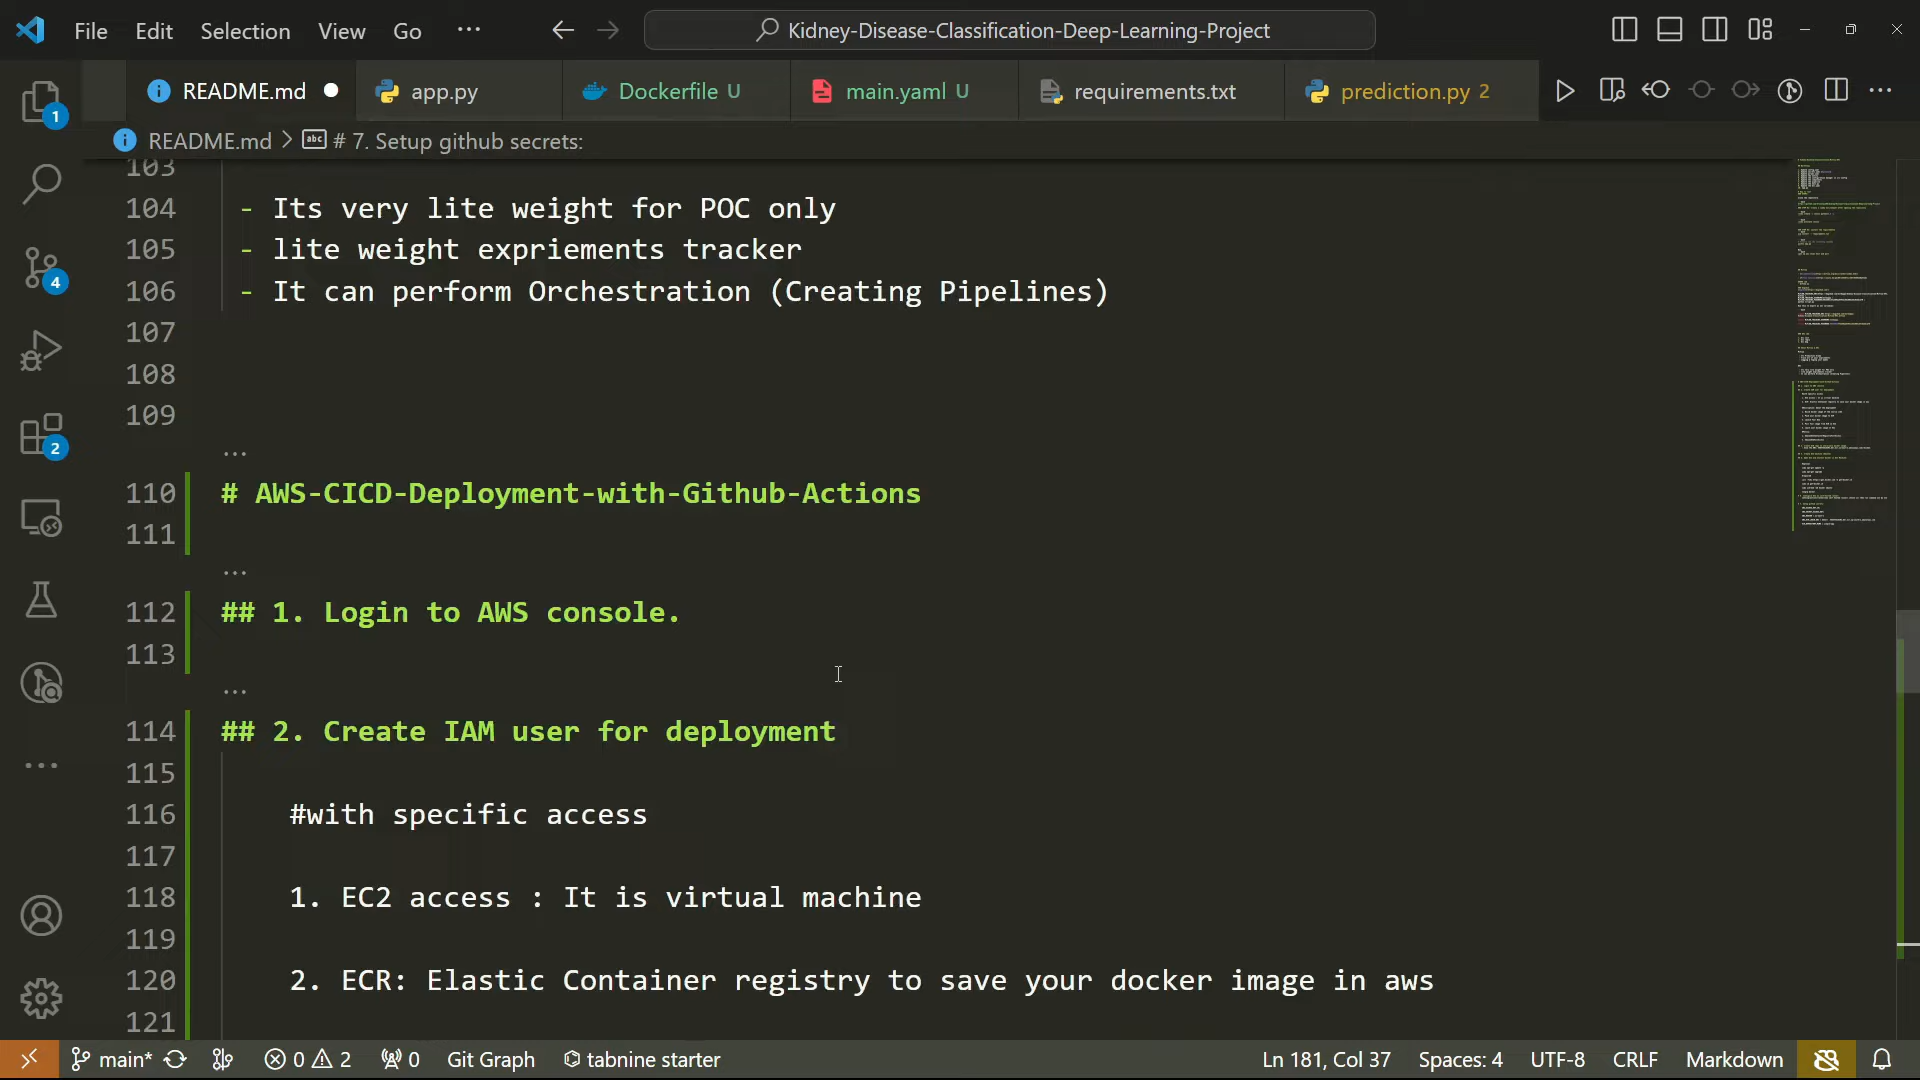 File Edit Selection View Go ... Kidney-Disease-Classification-Deep-Learning-Project
README.md app.py Dockerfile U main.yaml U requirements.txt prediction.py 2
README.md > # 7. Setup github secrets:
103
104 - Its very lite weight for POC only
105 - lite weight expriements tracker
106 - It can perform Orchestration (Creating Pipelines)
107
108
109
...
110 # AWS-CICD-Deployment-with-Github-Actions
111
...
112 ## 1. Login to AWS console.
113
...
114 ## 2. Create IAM user for deployment
115
116 #with specific access
117
118 1. EC2 access : It is virtual machine
119
120 2. ECR: Elastic Container registry to save your docker image in aws
121
1
4
2
main* 0 2 0 Git Graph tabnine starter Ln 181, Col 37 Spaces: 4 UTF-8 CRLF Markdown